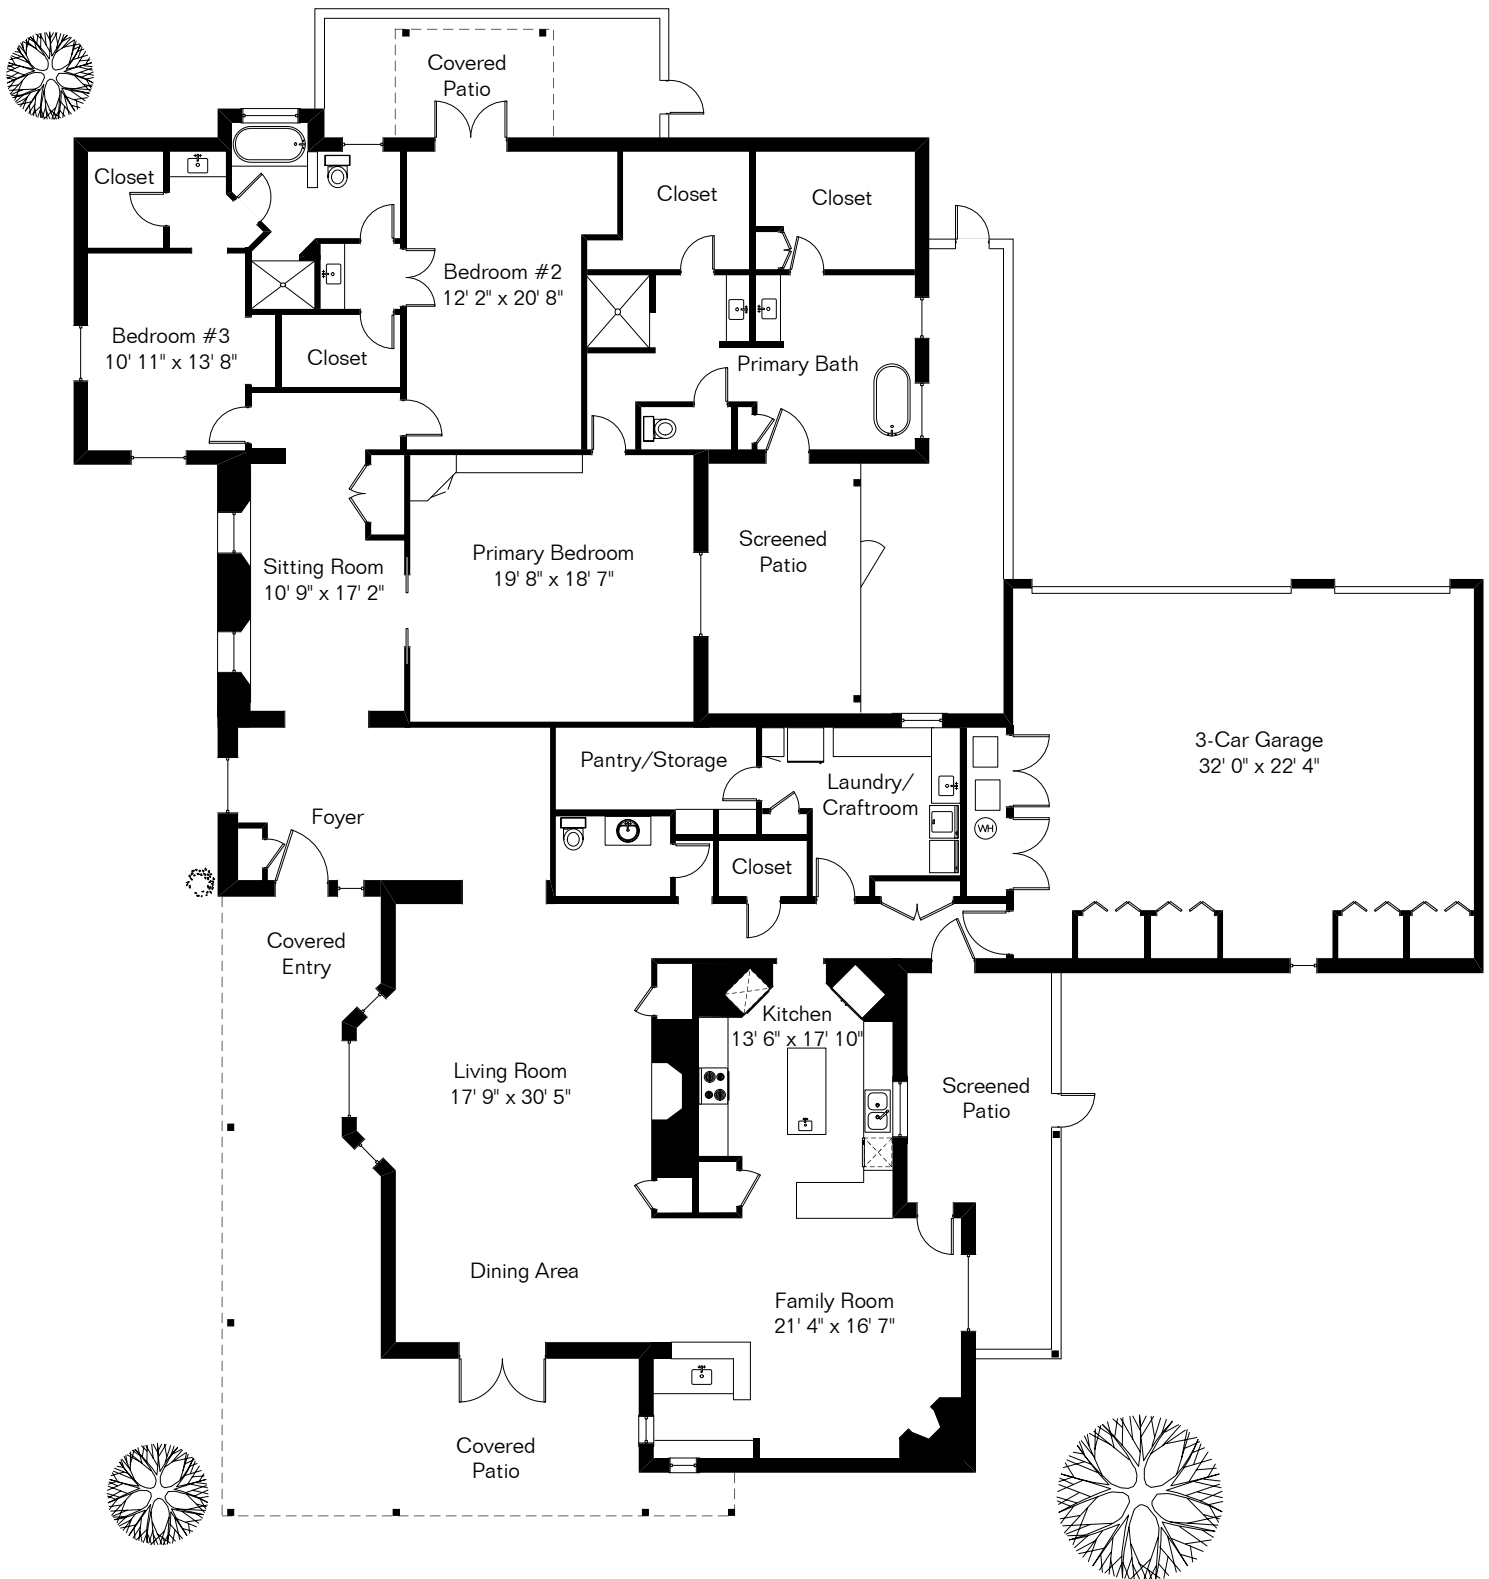 Covered
Patio
Closet
Closet
Closet
Bedroom #2
12' 2" x 20' 8"
Bedroom #3
10' 11" x 13' 8"
Closet
Primary Bath
Screened
Patio
Primary Bedroom
19' 8" x 18' 7"
Sitting Room
10' 9" x 17' 2"
3-Car Garage
32' 0" x 22' 4"
Pantry/Storage
Laundry/
Craftroom
WH
Foyer
Closet
Covered
Entry
Kitchen
13' 6" x 17' 10"
Living Room
17' 9" x 30' 5"
Screened
Patio
Dining Area
Family Room
21' 4" x 16' 7"
Covered
Patio